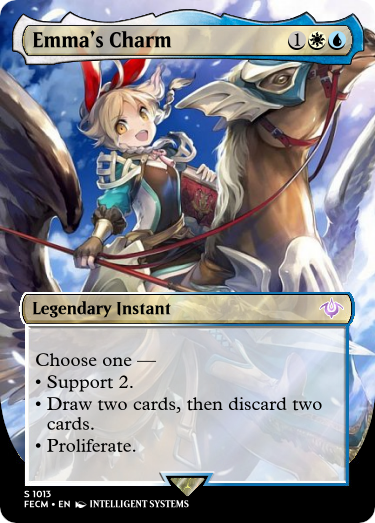 Emma's Charm 1
Legendary Instant
Choose one —
• Support 2.
• Draw two cards, then discard two
cards.
• Proliferate.
S 1013
FECM • EN INTELLIGENT SYSTEMS